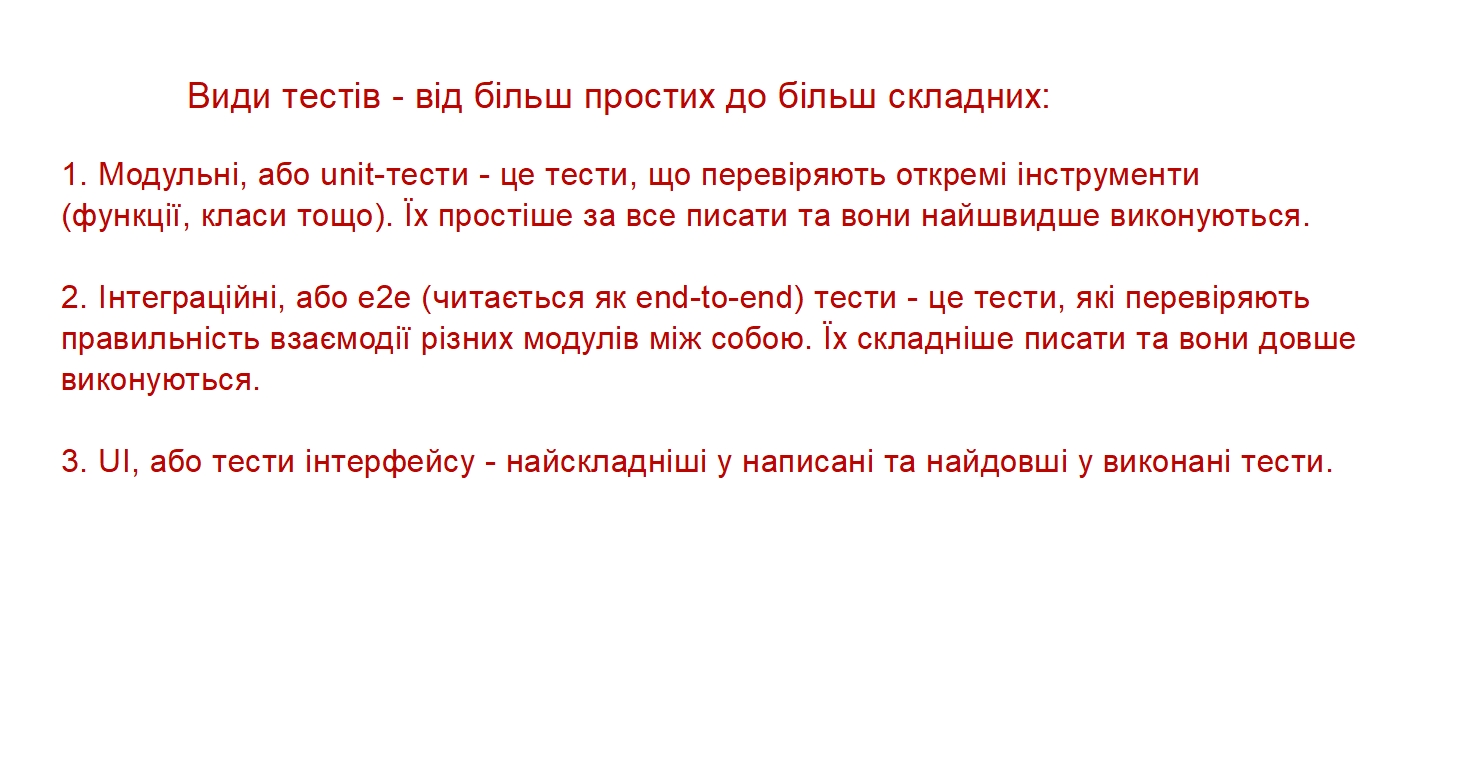 Види тестів - від більш простих до більш складних:
1. Модульні, або unit-тести - це тести, що перевіряють откремі інструменти
(функції, класи тощо). Їх простіше за все писати та вони найшвидше виконуються.
2. Інтеграційні, або e2e (читається як end-to-end) тести - це тести, які перевіряють
правильність взаємодії різних модулів між собою. Їх складніше писати та вони довше
виконуються.
3. UI, або тести інтерфейсу - найскладніші у написані та найдовші у виконані тести.